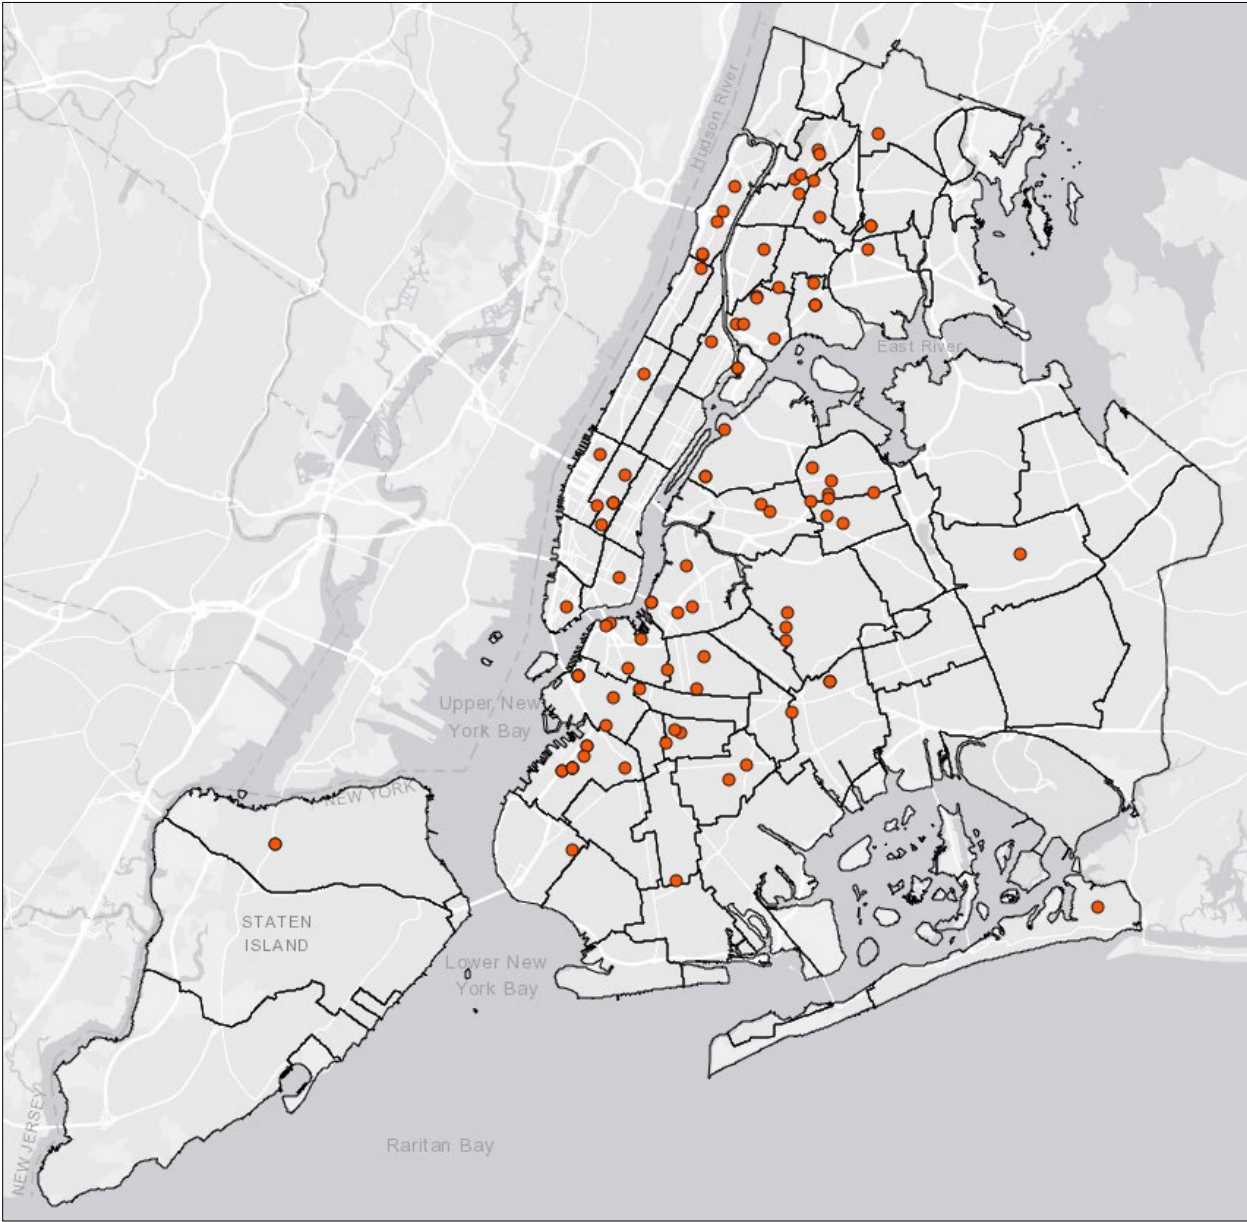 Hudson River
East River
Upper New
York Bay
NEW YORK
STATEN
ISLAND
Lower New
York Bay
NEW JERSEY
Raritan Bay